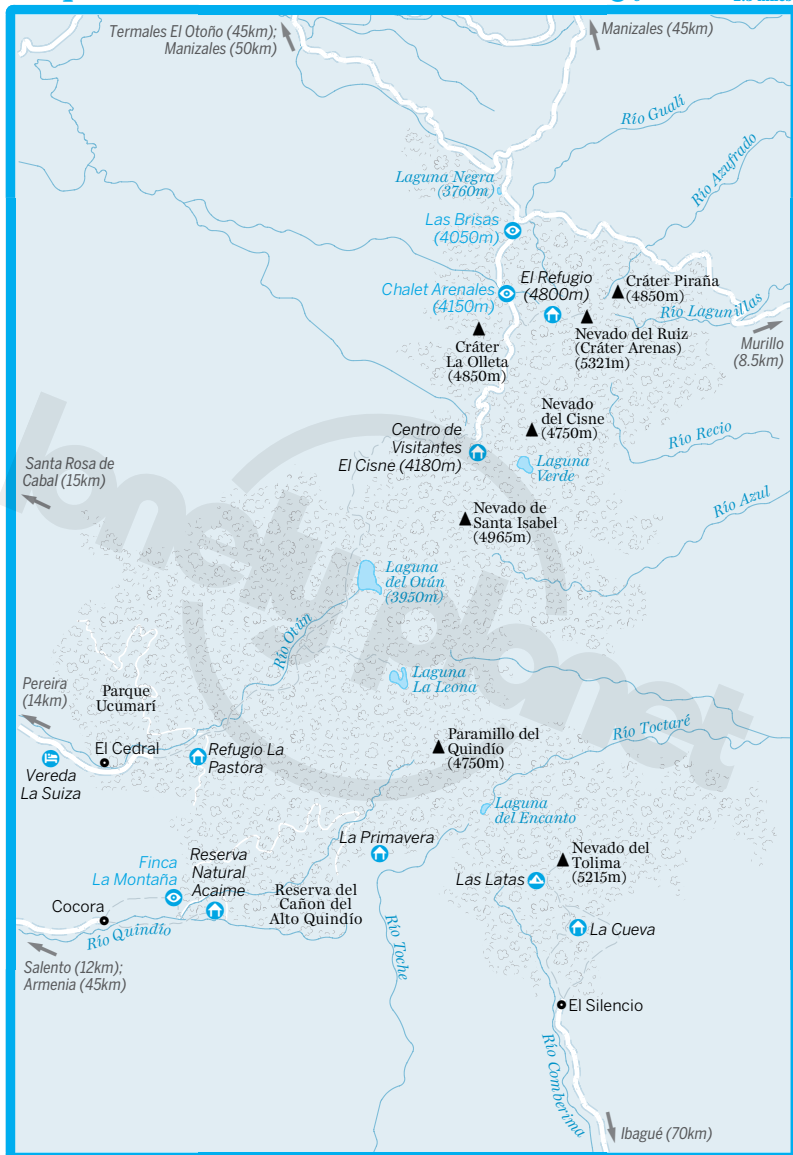 Termales El Otoño (45km);
Manizales (50km)
Manizales (45km)
Río Gualí
Río Azufrado
Laguna Negra
(3760m)
Las Brisas
(4050m)
El Refugio
(4800m)
Cráter Piraña
(4850m)
Chalet Arenales
(4150m)
Río Lagunillas
Cráter
La Olleta
(4850m)
Nevado del Ruiz
(Cráter Arenas)
(5321m)
Murillo
(8.5km)
Nevado
del Cisne
(4750m)
Centro de
Visitantes
El Cisne (4180m)
Río Recio
Laguna
Verde
Santa Rosa de
Cabal (15km)
Río Azul
Nevado de
Santa Isabel
(4965m)
lonely planet
Laguna
del Otún
(3950m)
Río Otún
Laguna
La Leona
Pereira
(14km)
Parque
Ucumarí
Río Toctaré
El Cedral
Refugio La
Pastora
Paramillo del
Quindío
(4750m)
Vereda
La Suiza
Laguna
del Encanto
La Primavera
Finca
La Montaña
Reserva
Natural
Acaime
Nevado del
Tolima
(5215m)
Las Latas
Reserva del
Cañon del
Alto Quindío
Cocora
Río Quindío
Río Toche
La Cueva
Salento (12km);
Armenia (45km)
El Silencio
Río Comberima
Ibagué (70km)